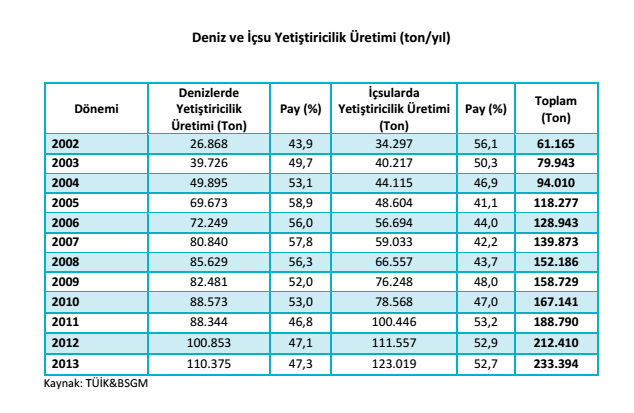 Deniz ve İçsu Yetiştiricilik Üretimi (ton/yıl)
Dönemi Denizlerde Yetiştiricilik Üretimi (Ton) Pay (%) İçsularda Yetiştiricilik Üretimi (Ton) Pay (%) Toplam (Ton)
2002 26.868 43,9 34.297 56,1 61.165
2003 39.726 49,7 40.217 50,3 79.943
2004 49.895 53,1 44.115 46,9 94.010
2005 69.673 58,9 48.604 41,1 118.277
2006 72.249 56,0 56.694 44,0 128.943
2007 80.840 57,8 59.033 42,2 139.873
2008 85.629 56,3 66.557 43,7 152.186
2009 82.481 52,0 76.248 48,0 158.729
2010 88.573 53,0 78.568 47,0 167.141
2011 88.344 46,8 100.446 53,2 188.790
2012 100.853 47,1 111.557 52,9 212.410
2013 110.375 47,3 123.019 52,7 233.394
Kaynak: TÜİK&BSGM